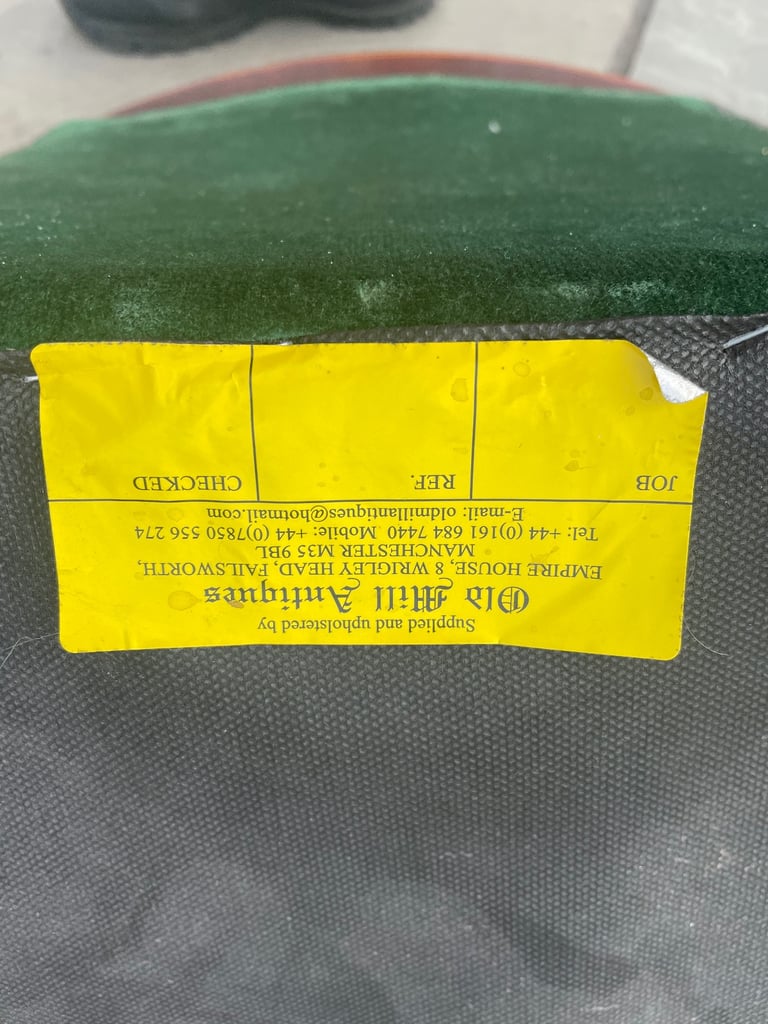 Supplied and upholstered by
Old Mill Antiques
EMPIRE HOUSE, 8 WRIGLEY HEAD, FAILSWORTH,
MANCHESTER M35 9BL
Tel: +44 (0)161 684 7440 Mobile: +44 (0)7850 556 274
E-mail: oldmillantiques@hotmail.com
JOB REF. CHECKED